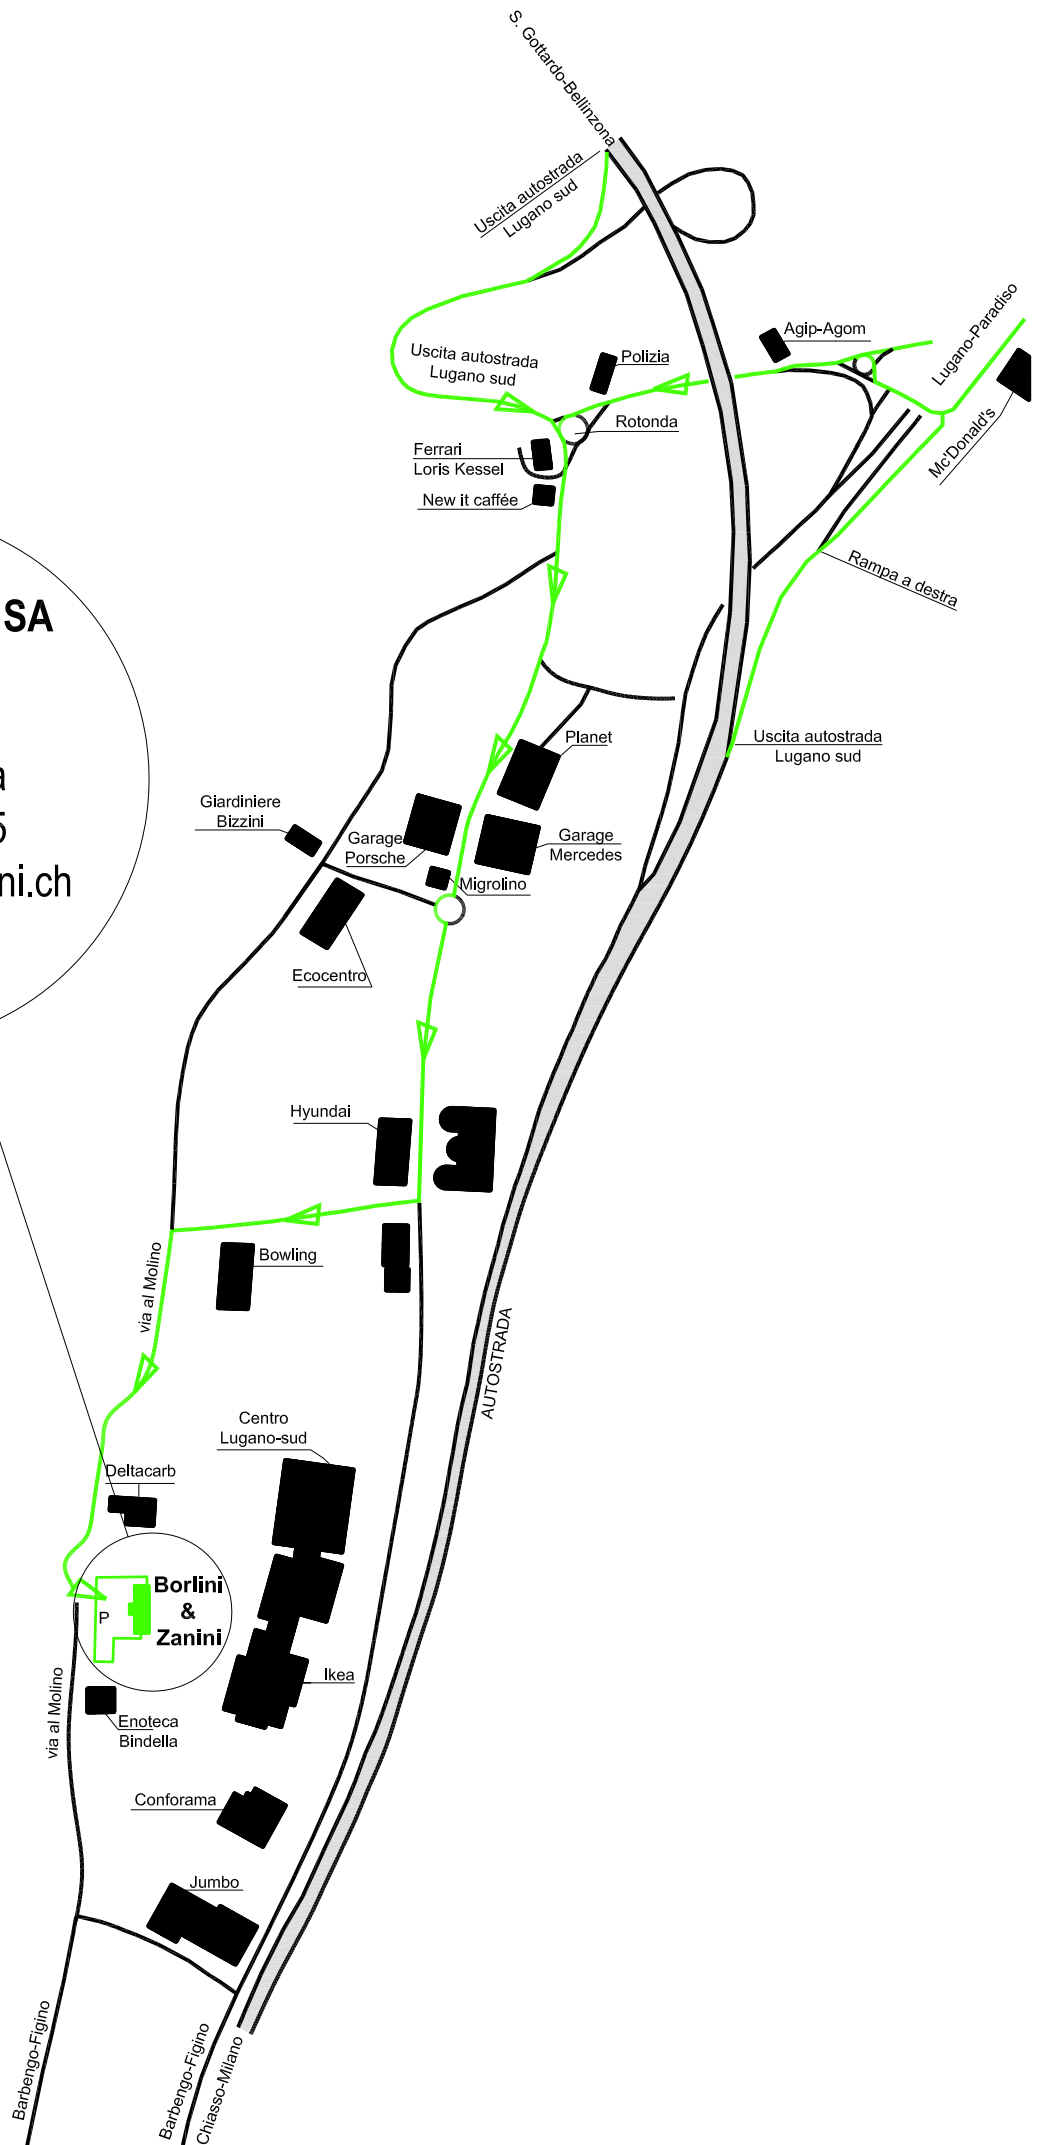 S. Gottardo-Bellinzona
Uscita autostrada
Lugano sud
Lugano-Paradiso
Agip-Agom
Uscita autostrada
Lugano sud
Polizia
Mc'Donald's
Rotonda
Ferrari
Loris Kessel
New it caffée
Rampa a destra
SA
Planet
Uscita autostrada
Lugano sud
a
5
ni.ch
Giardiniere
Bizzini
Garage
Porsche
Garage
Mercedes
Migrolino
Ecocentro
Hyundai
via al Molino
Bowling
AUTOSTRADA
Centro
Lugano-sud
Deltacarb
Borlini
&
Zanini
P
Ikea
via al Molino
Enoteca
Bindella
Conforama
Jumbo
Barbengo-Figino
Barbengo-Figino
Chiasso-Milano